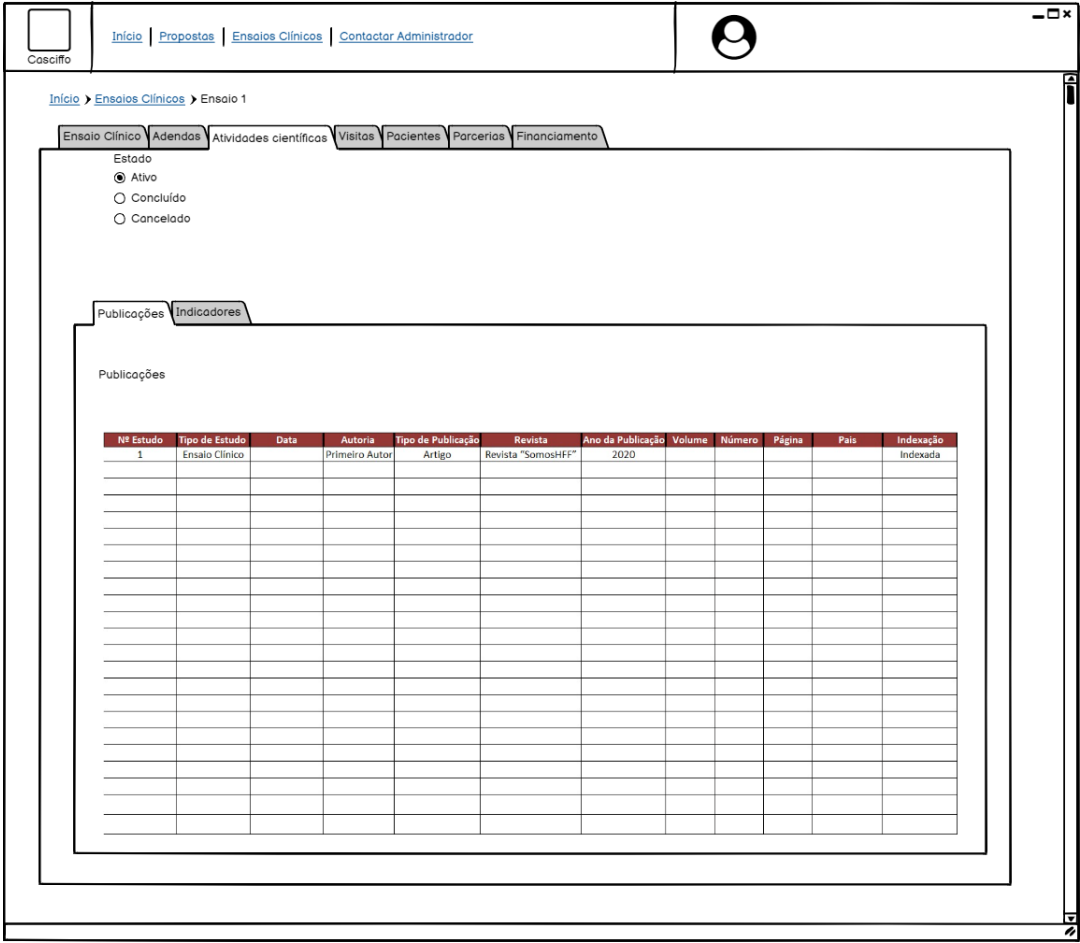 Início Propostas Ensaios Clínicos Contactar Administrador
Casciffo
Início Ensaios Clínicos Ensaio 1
Ensaio Clínico Adendas Atividades científicas Visitas Pacientes Parcerias Financiamento
Estado
Ativo
Concluído
Cancelado
Publicações Indicadores
Publicações
Nº Estudo Tipo de Estudo Data Autoria Tipo de Publicação Revista Ano da Publicação Volume Número Página Pais Indexação
1 Ensaio Clínico Primeiro Autor Artigo Revista "SomosHFF" 2020 Indexada